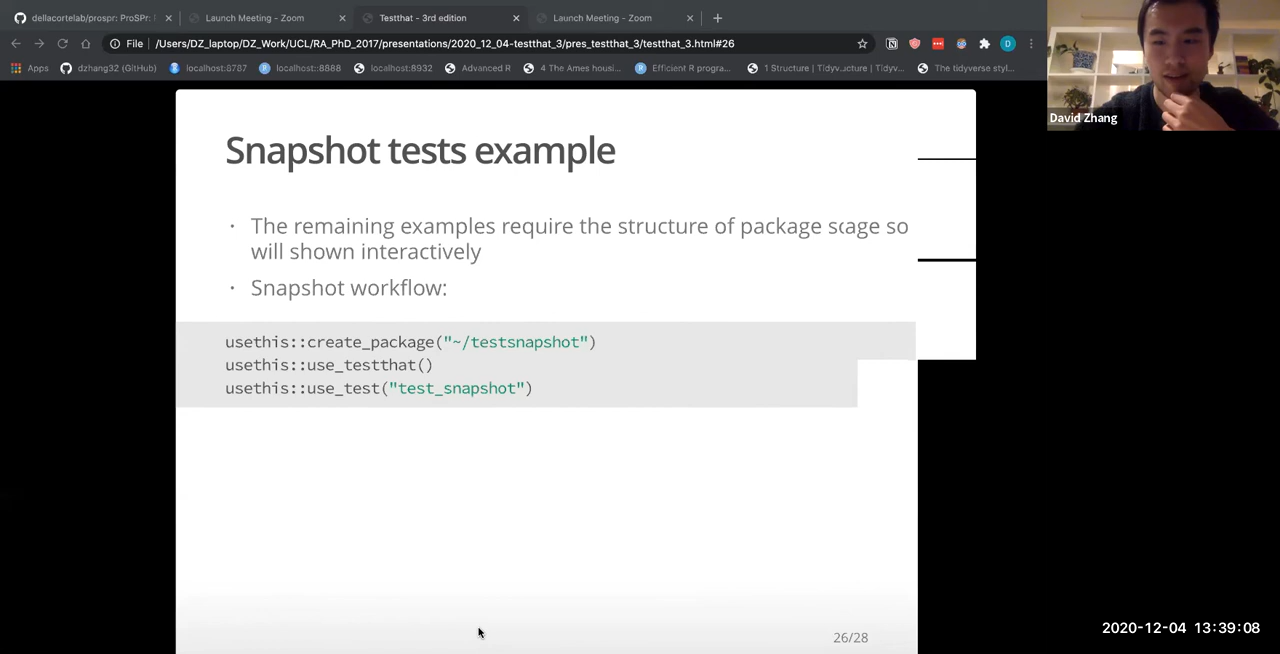 dellacortelab/prospr: ProSPr:
Launch Meeting - Zoom
Testthat - 3rd edition
Launch Meeting - Zoom
File
/Users/DZ_laptop/DZ_Work/UCL/RA_PhD_2017/presentations/2020_12_04-testthat_3/pres_testthat_3/testthat_3.html#26
D
Apps
dzhang32 (GitHub)
localhost:8787
localhost::8888
localhost:8932
Advanced R
4 The Ames housi...
Efficient R progra...
1 Structure | Tidyv...ucture | Tidyv...
The tidyverse styl...
David Zhang
Snapshot tests example
· The remaining examples require the structure of package so
will shown interactively
· Snapshot workflow:
usethis::create_package("~/testsnapshot")
usethis::use_testthat()
usethis::use_test("test_snapshot")
26/28
2020-12-04 13:39:08